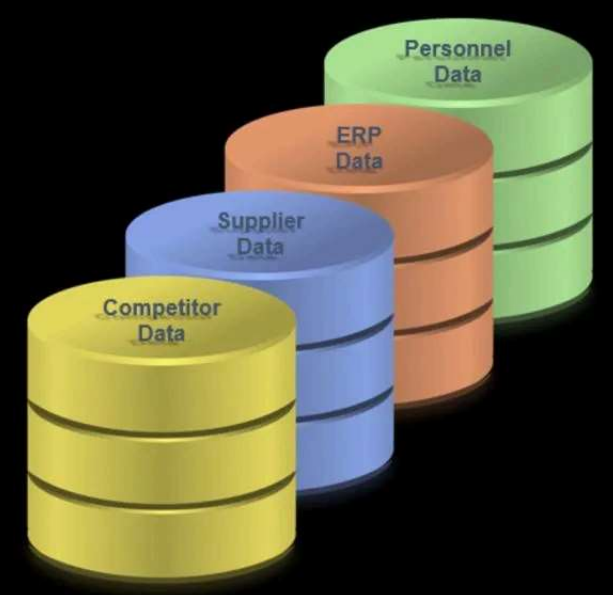 Personnel
Data
ERP
Data
Supplier
Data
Competitor
Data